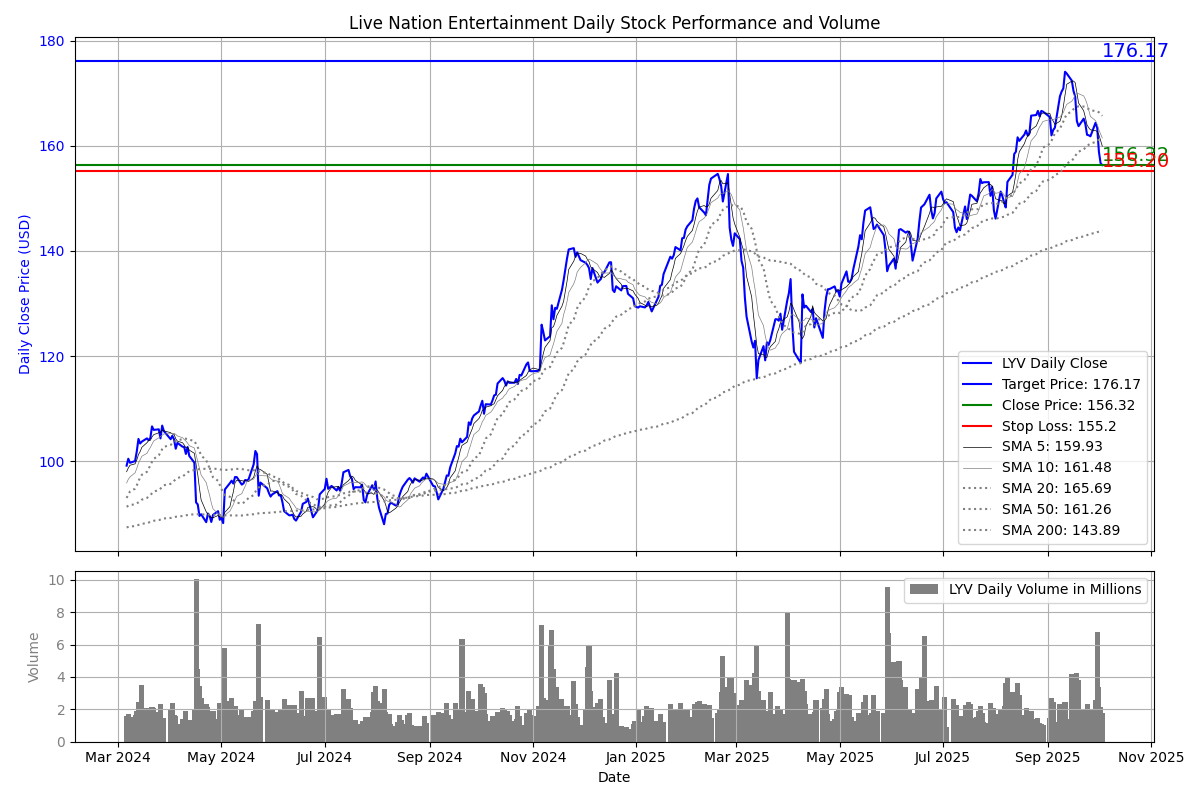 Live Nation Entertainment Daily Stock Performance and Volume
180
176.17
160
156.32
155.20
140
120
100
Daily Close Price (USD)
LYV Daily Close
Target Price: 176.17
Close Price: 156.32
Stop Loss: 155.2
SMA 5: 159.93
SMA 10: 161.48
SMA 20: 165.69
SMA 50: 161.26
SMA 200: 143.89
10
8
6
4
2
0
Volume
LYV Daily Volume in Millions
Mar 2024 May 2024 Jul 2024 Sep 2024 Nov 2024 Jan 2025 Mar 2025 May 2025 Jul 2025 Sep 2025 Nov 2025
Date